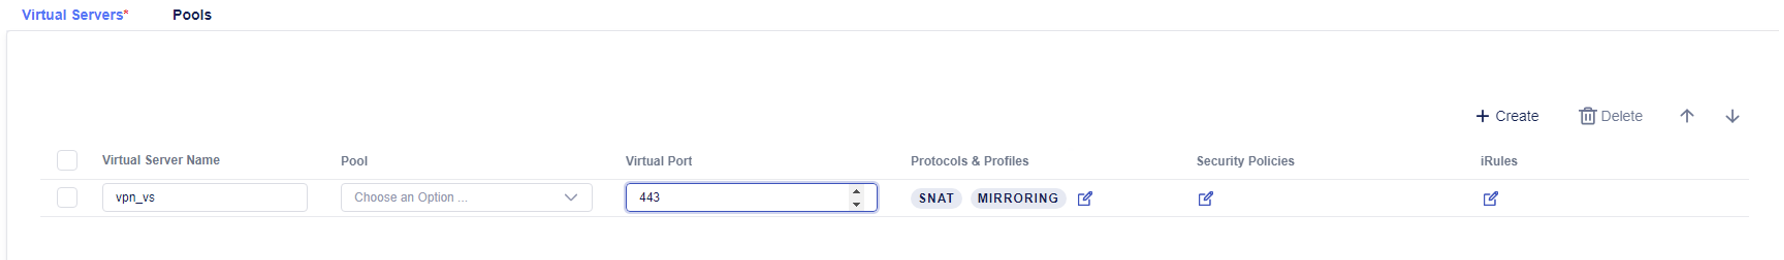 Virtual Servers* Pools
Create Delete
Virtual Server Name Pool Virtual Port Protocols & Profiles Security Policies iRules
vpn_vs Choose an Option ... 443 SNAT MIRRORING